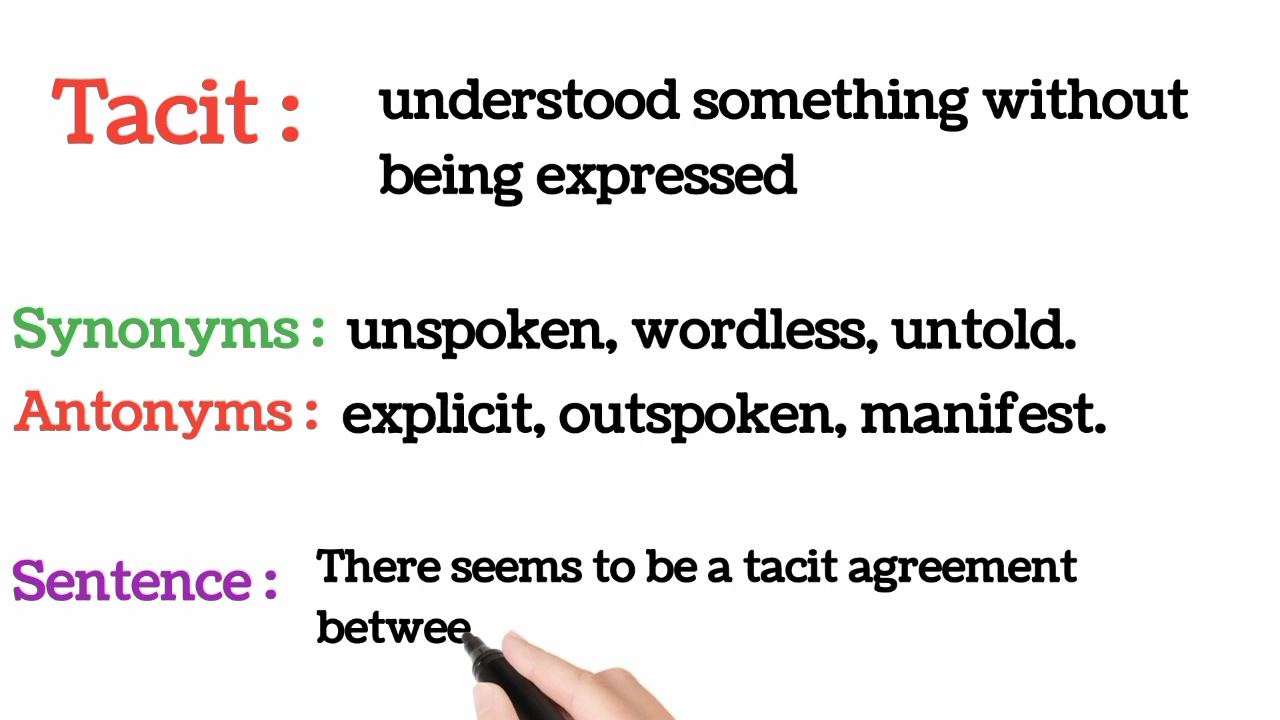 Tacit : understood something without
being expressed
Synonyms : unspoken, wordless, untold.
Antonyms : explicit, outspoken, manifest.
Sentence : There seems to be a tacit agreement
betwee